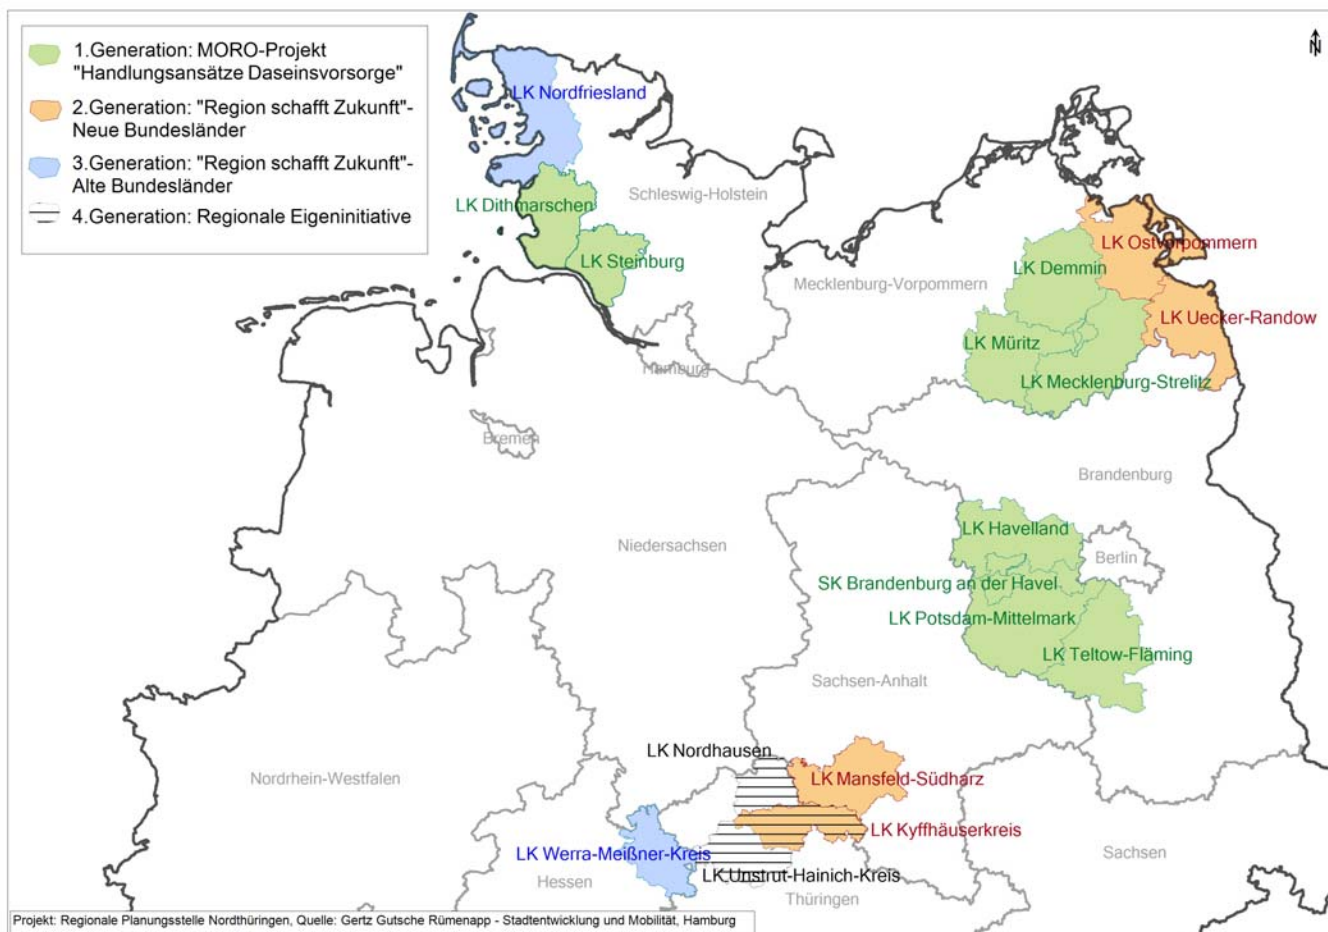 1.Generation: MORO-Projekt
"Handlungsansätze Daseinsvorsorge"
2.Generation: "Region schafft Zukunft"-
Neue Bundesländer
3.Generation: "Region schafft Zukunft"-
Alte Bundesländer
4.Generation: Regionale Eigeninitiative
N
LK Nordfriesland
Schleswig-Holstein
LK Dithmarschen
LK Steinburg
LK Ostvorpommern
LK Demmin
Mecklenburg-Vorpommern
LK Uecker-Randow
LK Müritz
Hamburg
LK Mecklenburg-Strelitz
Bremen
Brandenburg
LK Havelland
Niedersachsen
Berlin
SK Brandenburg an der Havel
LK Potsdam-Mittelmark
LK Teltow-Fläming
Sachsen-Anhalt
LK Nordhausen
Nordrhein-Westfalen
LK Mansfeld-Südharz
LK Kyffhäuserkreis
LK Werra-Meißner-Kreis
Sachsen
LK Unstrut-Hainich-Kreis
Hessen
Thüringen
Projekt: Regionale Planungsstelle Nordthüringen, Quelle: Gertz Gutsche Rümenapp - Stadtentwicklung und Mobilität, Hamburg